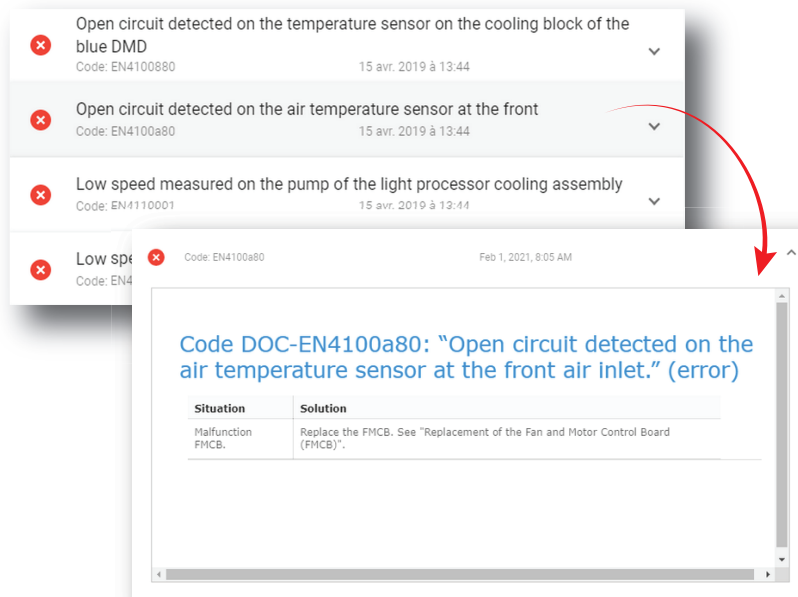 Open circuit detected on the temperature sensor on the cooling block of the
blue DMD
Code: EN4100880 15 avr. 2019 à 13:44
Open circuit detected on the air temperature sensor at the front
Code: EN4100a80 15 avr. 2019 à 13:44
Low speed measured on the pump of the light processor cooling assembly
Code: EN4110001 15 avr. 2019 à 13:44
Low spe
Code: EN4
Code: EN4100a80 Feb 1, 2021, 8:05 AM
Code DOC-EN4100a80: “Open circuit detected on the
air temperature sensor at the front air inlet.” (error)
Situation Solution
Malfunction Replace the FMCB. See "Replacement of the Fan and Motor Control Board
FMCB. (FMCB)".